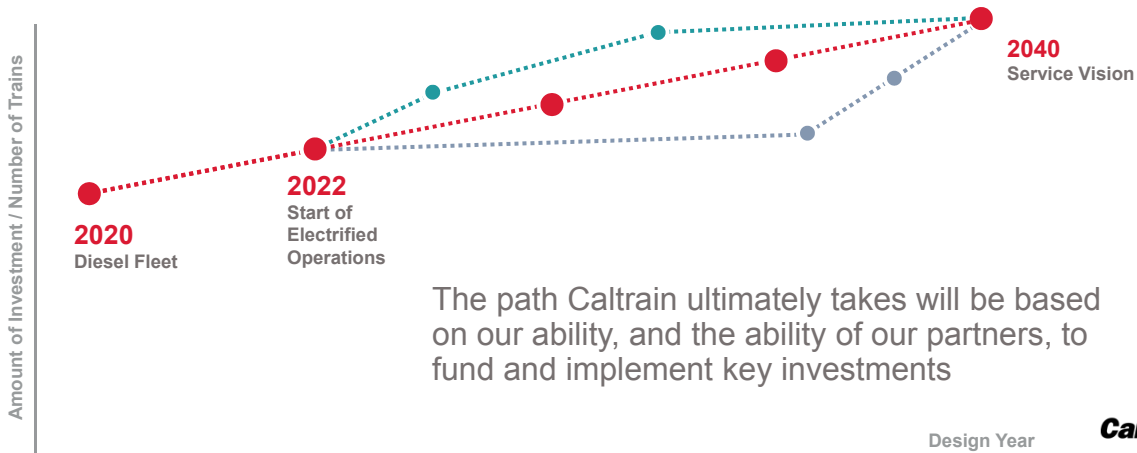 Amount of Investment / Number of Trains
2040
Service Vision
2022
Start of
Electrified
Operations
2020
Diesel Fleet
The path Caltrain ultimately takes will be based
on our ability, and the ability of our partners, to
fund and implement key investments
Design Year